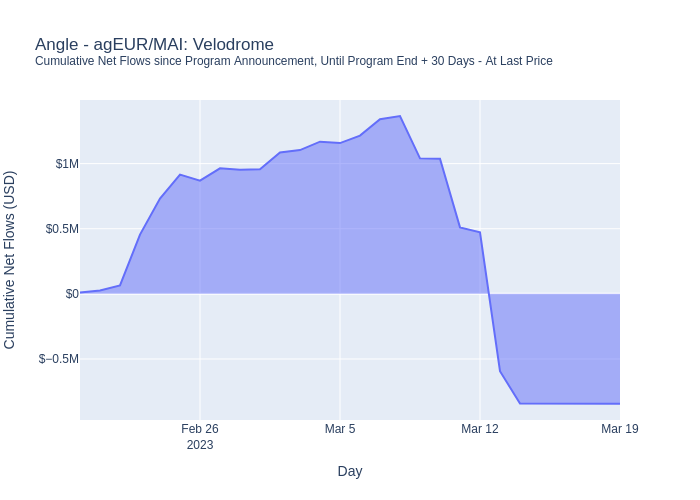 Angle - agEUR/MAI: Velodrome
Cumulative Net Flows since Program Announcement, Until Program End + 30 Days - At Last Price
Cumulative Net Flows (USD)
$1M
$0.5M
$0
$−0.5M
Feb 26
2023
Mar 5
Mar 12
Mar 19
Day